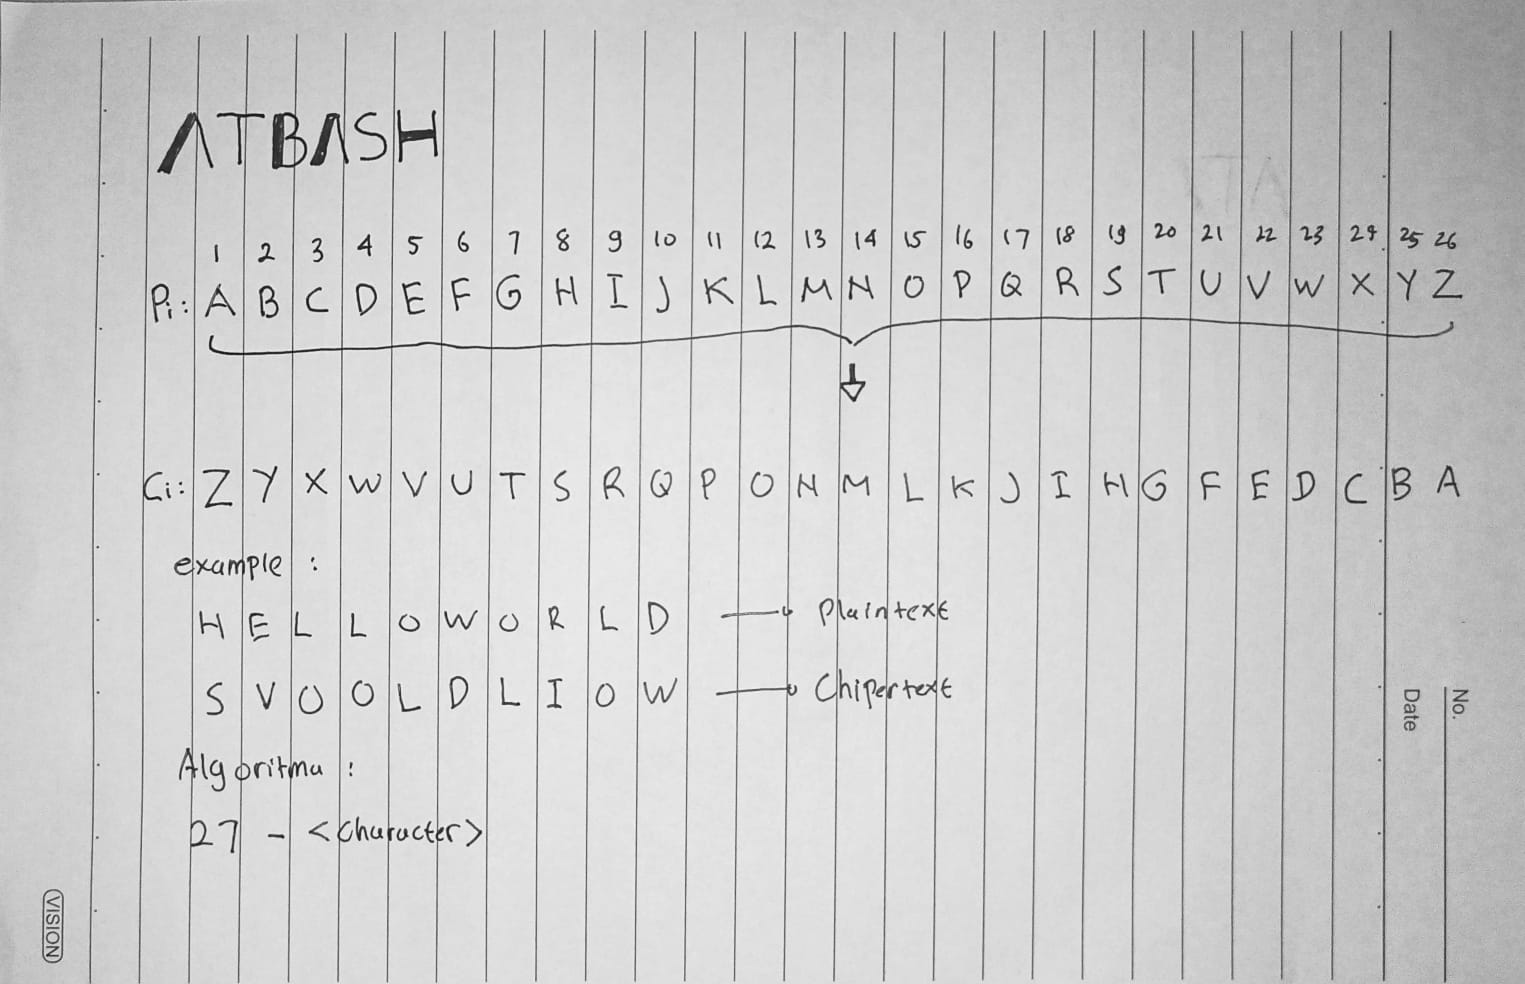 ATBASH
1 2 3 4 5 6 7 8 9 10 11 12 13 14 15 16 17 18 19 20 21 22 23 24 25 26
Pi: A B C D E F G H I J K L M N O P Q R S T U V W X Y Z
Ci: Z Y X W V U T S R Q P O N M L K J I H G F E D C B A
example :
H E L L O W O R L D → Plaintext
S V O O L D L I O W → Chipertext
Algoritma :
27 - <Character>
No.
Date
VISION